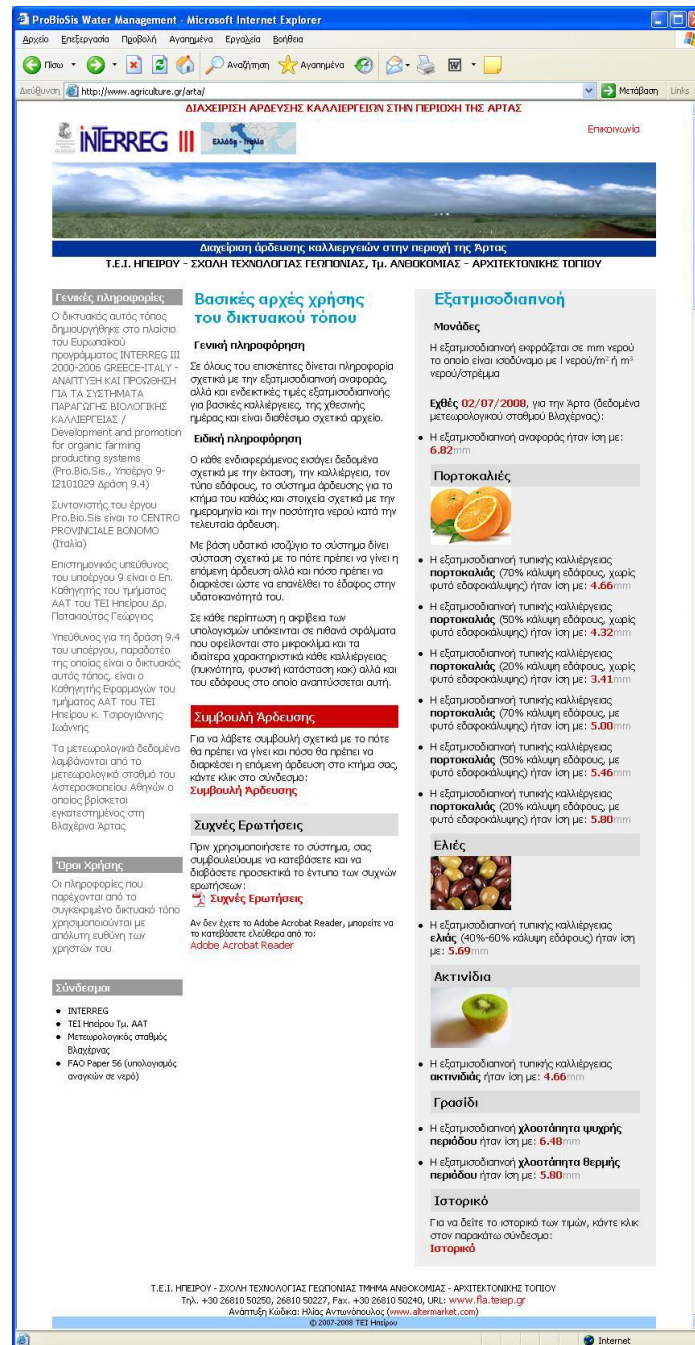 ProBioSis Water Management - Microsoft Internet Explorer
Αρχείο Επεξεργασία Προβολή Αγαπημένα Εργαλεία Βοήθεια
Πίσω Αναζήτηση Αγαπημένα
Διεύθυνση http://www.agriculture.gr/arta/ Μετάβαση Links
ΔΙΑΧΕΙΡΙΣΗ ΑΡΔΕΥΣΗΣ ΚΑΛΛΙΕΡΓΕΙΩΝ ΣΤΗΝ ΠΕΡΙΟΧΗ ΤΗΣ ΑΡΤΑΣ
INTERREG III Ελλάδα - Ιταλία
Επικοινωνία
Διαχείριση άρδευσης καλλιεργειών στην περιοχή της Άρτας
Τ.Ε.Ι. ΗΠΕΙΡΟΥ - ΣΧΟΛΗ ΤΕΧΝΟΛΟΓΙΑΣ ΓΕΩΠΟΝΙΑΣ, Τμ. ΑΝΘΟΚΟΜΙΑΣ - ΑΡΧΙΤΕΚΤΟΝΙΚΗΣ ΤΟΠΙΟΥ
Γενικές πληροφορίες
Ο δικτυακός αυτός τόπος
δημιουργήθηκε στο πλαίσιο
του Ευρωπαϊκού
προγράμματος INTERREG III
2000-2006 GREECE-ITALY -
ΑΝΑΠΤΥΞΗ ΚΑΙ ΠΡΟΩΘΗΣΗ
ΓΙΑ ΤΑ ΣΥΣΤΗΜΑΤΑ
ΠΑΡΑΓΩΓΗΣ ΒΙΟΛΟΓΙΚΗΣ
ΚΑΛΛΙΕΡΓΕΙΑΣ /
Development and promotion
for organic farming
producting systems
(Pro.Bio.Sis., Υποέργο 9-
I2101029 Δράση 9.4)
Συντονιστής του έργου
Pro.Bio.Sis είναι το CENTRO
PROVINCIALE BONOMO
(Ιταλία)
Επιστημονικός υπεύθυνος
του υποέργου 9 είναι ο Επ.
Καθηγητής του τμήματος
ΑΑΤ του ΤΕΙ Ηπείρου Δρ.
Πατακιούτας Γεώργιος
Υπεύθυνος για τη δράση 9.4
του υποέργου, παραδοτέο
της οποίας είναι ο δικτυακός
αυτός τόπος, είναι ο
Καθηγητής Εφαρμογών του
τμήματος ΑΑΤ του ΤΕΙ
Ηπείρου κ. Τσιρογιάννης
Ιωάννης
Τα μετεωρολογικά δεδομένα
λαμβάνονται από το
μετεωρολογικό σταθμό του
Αστεροσκοπείου Αθηνών ο
οποίος βρίσκεται
εγκατεστημένος στη
Βλαχέρνα Άρτας
Όροι Χρήσης
Οι πληροφορίες που
παρέχονται από το
συγκεκριμένο δικτυακό τόπο
χρησιμοποιούνται με
απόλυτη ευθύνη των
χρηστών του
Σύνδεσμοι
INTERREG
ΤΕΙ Ηπείρου Τμ. ΑΑΤ
Μετεωρολογικός σταθμός
Βλαχέρνας
FAO Paper 56 (υπολογισμός
αναγκών σε νερό)
Βασικές αρχές χρήσης
του δικτυακού τόπου
Γενική πληροφόρηση
Σε όλους του επισκέπτες δίνεται πληροφορία
σχετικά με την εξατμισοδιαπνοή αναφοράς,
αλλά και ενδεικτικές τιμές εξατμισοδιαπνοής
για βασικές καλλιέργειες, της χθεσινής
ημέρας και είναι διαθέσιμο σχετικό αρχείο.
Ειδική πληροφόρηση
Ο κάθε ενδιαφερόμενος εισάγει δεδομένα
σχετικά με την έκταση, την καλλιέργεια, τον
τύπο εδάφους, το σύστημα άρδευσης για το
κτήμα του καθώς και στοιχεία σχετικά με την
ημερομηνία και την ποσότητα νερού κατά την
τελευταία άρδευση.
Με βάση υδατικό ισοζύγιο το σύστημα δίνει
σύσταση σχετικά με το πότε πρέπει να γίνει η
επόμενη άρδευση αλλά και πόσο πρέπει να
διαρκέσει ώστε να επανέλθει το έδαφος στην
υδατοικανότητά του.
Σε κάθε περίπτωση η ακρίβεια των
υπολογισμών υπόκεινται σε πιθανά σφάλματα
που οφείλονται στο μικροκλίμα και τα
ιδιαίτερα χαρακτηριστικά κάθε καλλιέργειας
(πυκνότητα, φυσική κατάσταση κοκ) αλλά και
του εδάφους στο οποίο αναπτύσσεται αυτή.
Συμβουλή Άρδευσης
Για να λάβετε συμβουλή σχετικά με το πότε
θα πρέπει να γίνει και πόσο θα πρέπει να
διαρκέσει η επόμενη άρδευση στο κτήμα σας,
κάντε κλικ στο σύνδεσμο:
Συμβουλή Άρδευσης
Συχνές Ερωτήσεις
Πριν χρησιμοποιήσετε το σύστημα, σας
συμβουλεύουμε να κατεβάσετε και να
διαβάσετε προσεκτικά το έντυπο των συχνών
ερωτήσεων:
Συχνές Ερωτήσεις
Αν δεν έχετε το Adobe Acrobat Reader, μπορείτε να
το κατεβάσετε ελεύθερα από το:
Adobe Acrobat Reader
Εξατμισοδιαπνοή
Μονάδες
Η εξατμισοδιαπνοή εκφράζεται σε mm νερού
το οποίο είναι ισοδύναμο με l νερού/m² ή m³
νερού/στρέμμα
Εχθές 02/07/2008, για την Άρτα (δεδομένα
μετεωρολογικού σταθμού Βλαχέρνας):
Η εξατμισοδιαπνοή αναφοράς ήταν ίση με:
6.82mm
Πορτοκαλιές
Η εξατμισοδιαπνοή τυπικής καλλιέργειας
πορτοκαλιάς (70% κάλυψη εδάφους, χωρίς
φυτό εδαφοκάλυψης) ήταν ίση με: 4.66mm
Η εξατμισοδιαπνοή τυπικής καλλιέργειας
πορτοκαλιάς (50% κάλυψη εδάφους, χωρίς
φυτό εδαφοκάλυψης) ήταν ίση με: 4.32mm
Η εξατμισοδιαπνοή τυπικής καλλιέργειας
πορτοκαλιάς (20% κάλυψη εδάφους, χωρίς
φυτό εδαφοκάλυψης) ήταν ίση με: 3.41mm
Η εξατμισοδιαπνοή τυπικής καλλιέργειας
πορτοκαλιάς (70% κάλυψη εδάφους, με
φυτό εδαφοκάλυψης) ήταν ίση με: 5.00mm
Η εξατμισοδιαπνοή τυπικής καλλιέργειας
πορτοκαλιάς (50% κάλυψη εδάφους, με
φυτό εδαφοκάλυψης) ήταν ίση με: 5.46mm
Η εξατμισοδιαπνοή τυπικής καλλιέργειας
πορτοκαλιάς (20% κάλυψη εδάφους, με
φυτό εδαφοκάλυψης) ήταν ίση με: 5.80mm
Ελιές
Η εξατμισοδιαπνοή τυπικής καλλιέργειας
ελιάς (40%-60% κάλυψη εδάφους) ήταν ίση
με: 5.69mm
Ακτινίδια
Η εξατμισοδιαπνοή τυπικής καλλιέργειας
ακτινιδιάς ήταν ίση με: 4.66mm
Γρασίδι
Η εξατμισοδιαπνοή χλοοτάπητα ψυχρής
περιόδου ήταν ίση με: 6.48mm
Η εξατμισοδιαπνοή χλοοτάπητα θερμής
περιόδου ήταν ίση με: 5.80mm
Ιστορικό
Για να δείτε το ιστορικό των τιμών, κάντε κλικ
στον παρακάτω σύνδεσμο:
Ιστορικό
Τ.Ε.Ι. ΗΠΕΙΡΟΥ - ΣΧΟΛΗ ΤΕΧΝΟΛΟΓΙΑΣ ΓΕΩΠΟΝΙΑΣ ΤΜΗΜΑ ΑΝΘΟΚΟΜΙΑΣ - ΑΡΧΙΤΕΚΤΟΝΙΚΗΣ ΤΟΠΙΟΥ
Τηλ. +30 26810 50250, 26810 50227, Fax. +30 26810 50240, URL: www.fla.teiep.gr
Ανάπτυξη Κώδικα: Ηλίας Αντωνόπουλος (www.altermarket.com)
© 2007-2008 ΤΕΙ Ηπείρου
Internet